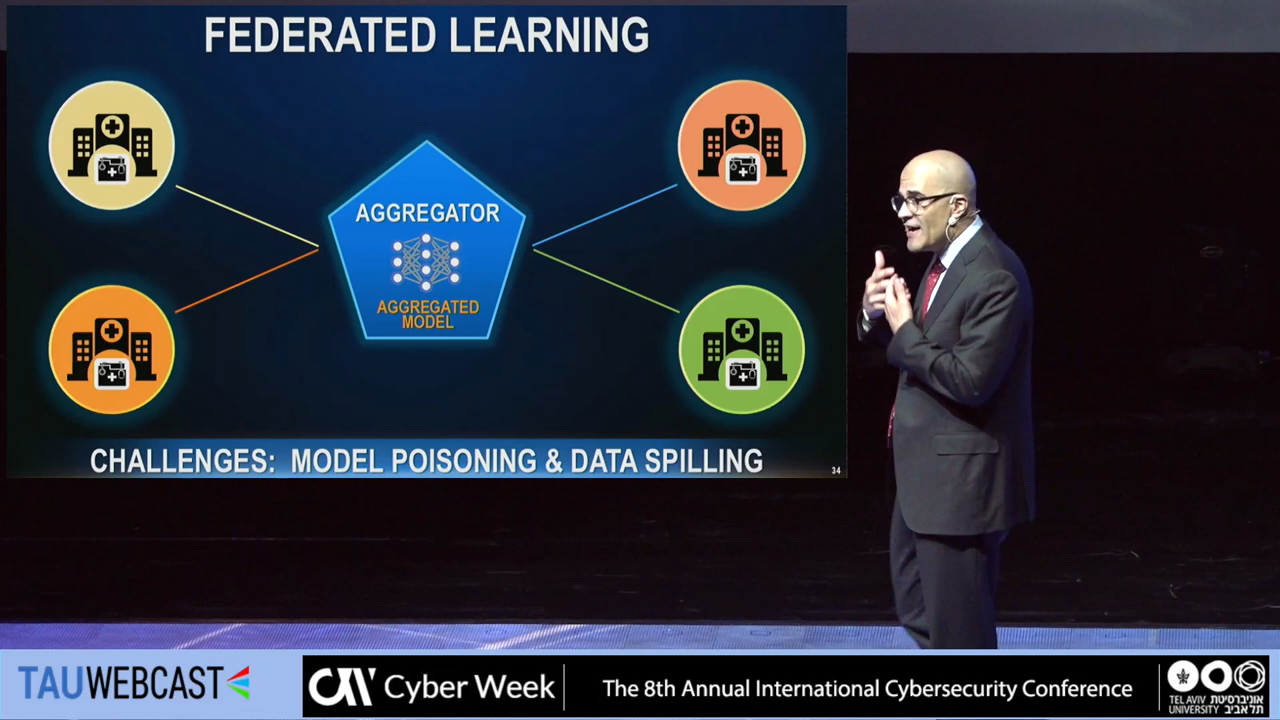 FEDERATED LEARNING
AGGREGATOR
AGGREGATED
MODEL
CHALLENGES: MODEL POISONING & DATA SPILLING
34
TAUWEBCAST
Cyber Week
The 8th Annual International Cybersecurity Conference
TEL AVIV אוניברסיטת
UNIVERSITY תל אביב